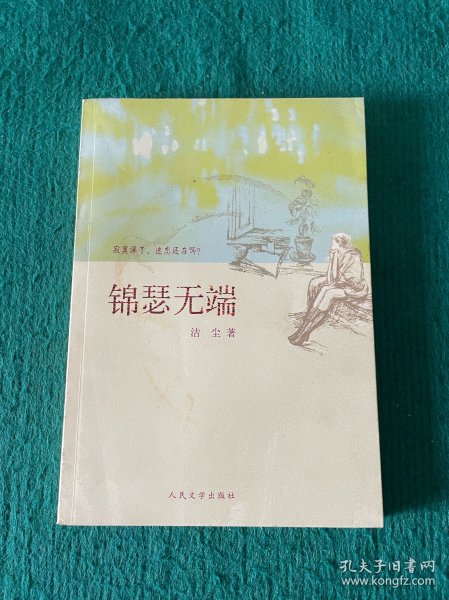 寂寞深了，迷恋还在吗？
锦瑟无端
洁 尘 著
人民文学出版社
孔夫子旧书网
www.kongfz.com